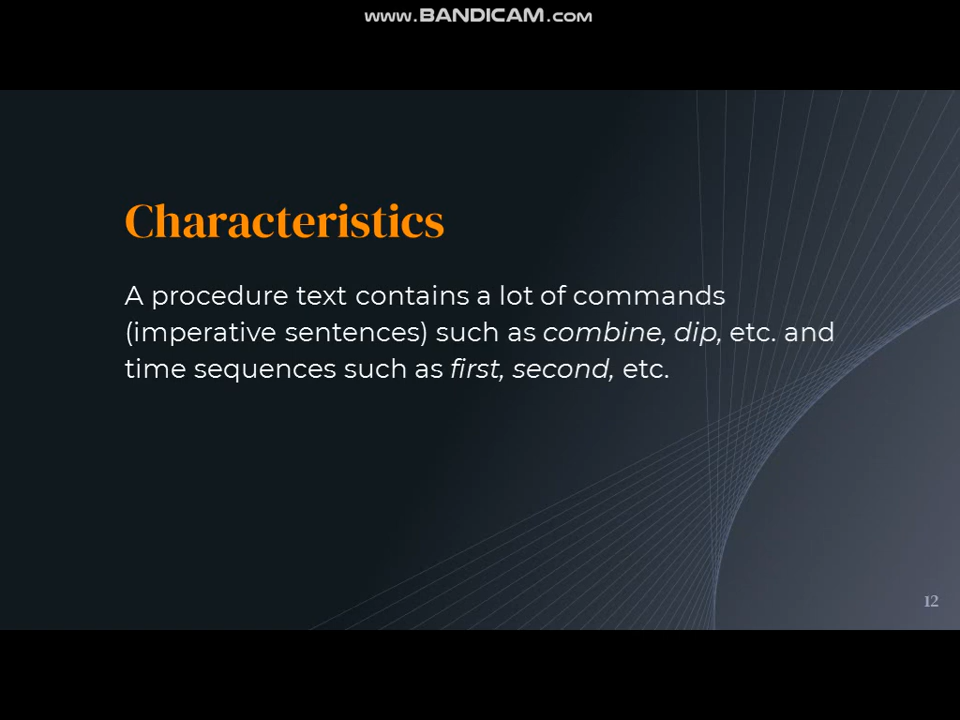 www.BANDICAM.com
Characteristics
A procedure text contains a lot of commands
(imperative sentences) such as combine, dip, etc. and
time sequences such as first, second, etc.
12